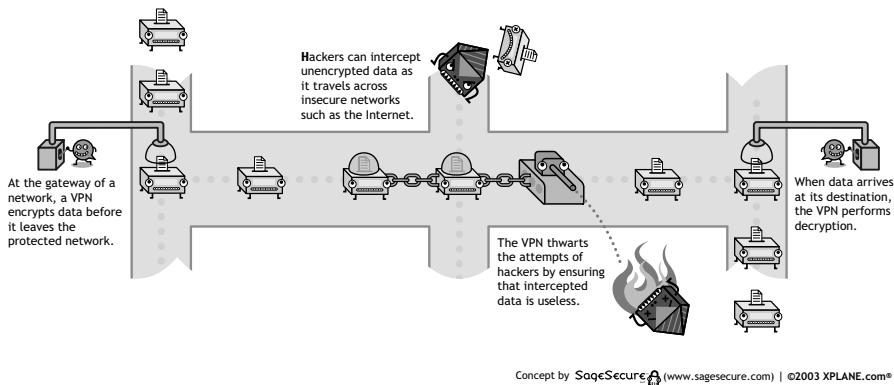 Hackers can intercept
unencrypted data as
it travels across
insecure networks
such as the Internet.
At the gateway of a
network, a VPN
encrypts data before
it leaves the
protected network.
When data arrives
at its destination,
the VPN performs
decryption.
The VPN thwarts
the attempts of
hackers by ensuring
that intercepted
data is useless.
Concept by SageSecure (www.sagesecure.com) | ©2003 XPLANE.com®